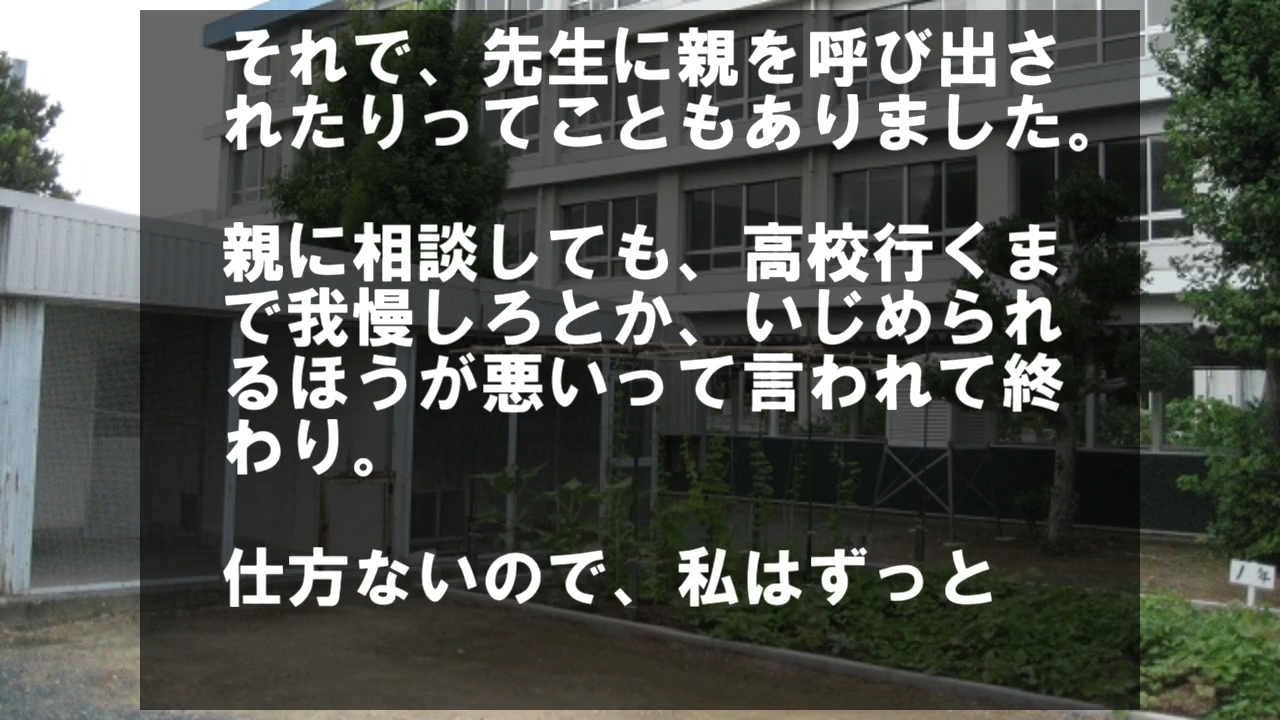 それで、先生に親を呼び出さ
れたりってこともありました。
親に相談しても、高校行くま
で我慢しろとか、いじめられ
るほうが悪いって言われて終
わり。
仕方ないので、私はずっと
1年